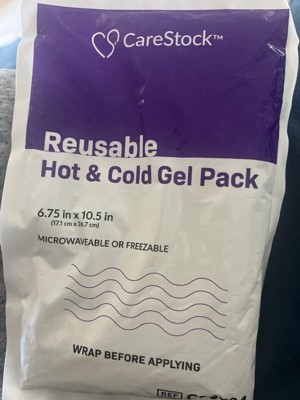 CareStock™
Reusable
Hot & Cold Gel Pack
6.75 in x 10.5 in
(17.1 cm x 26.7 cm)
MICROWAVEABLE OR FREEZABLE
WRAP BEFORE APPLYING
REF